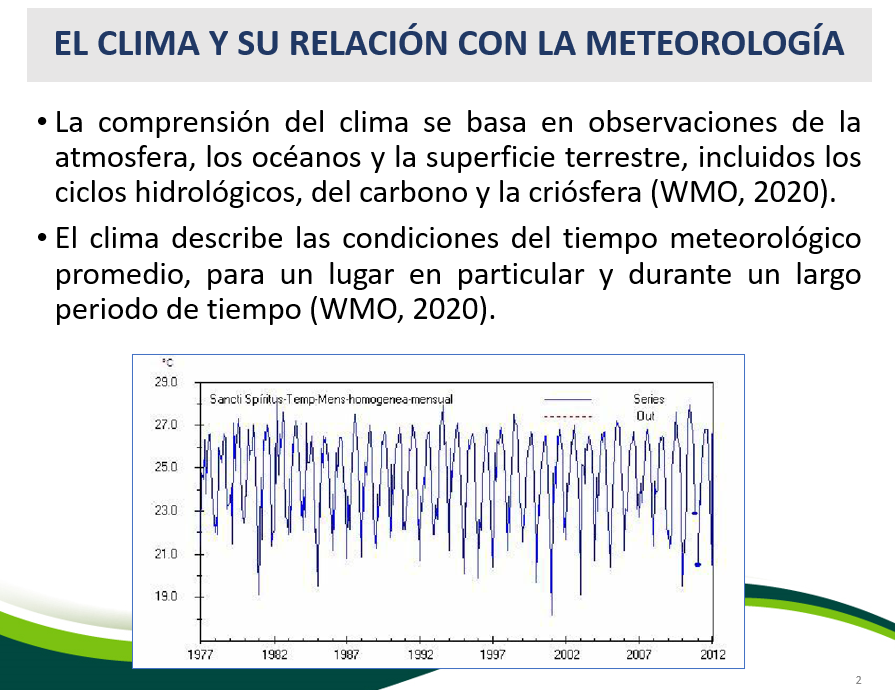 EL CLIMA Y SU RELACIÓN CON LA METEOROLOGÍA
• La comprensión del clima se basa en observaciones de la
atmosfera, los océanos y la superficie terrestre, incluidos los
ciclos hidrológicos, del carbono y la criósfera (WMO, 2020).
• El clima describe las condiciones del tiempo meteorológico
promedio, para un lugar en particular y durante un largo
periodo de tiempo (WMO, 2020).
°C
29.0
Sancti Spíritus-Temp-Mens-homogenea-mensual
Series
Out
27.0
25.0
23.0
21.0
19.0
1977 1982 1987 1992 1997 2002 2007 2012
2